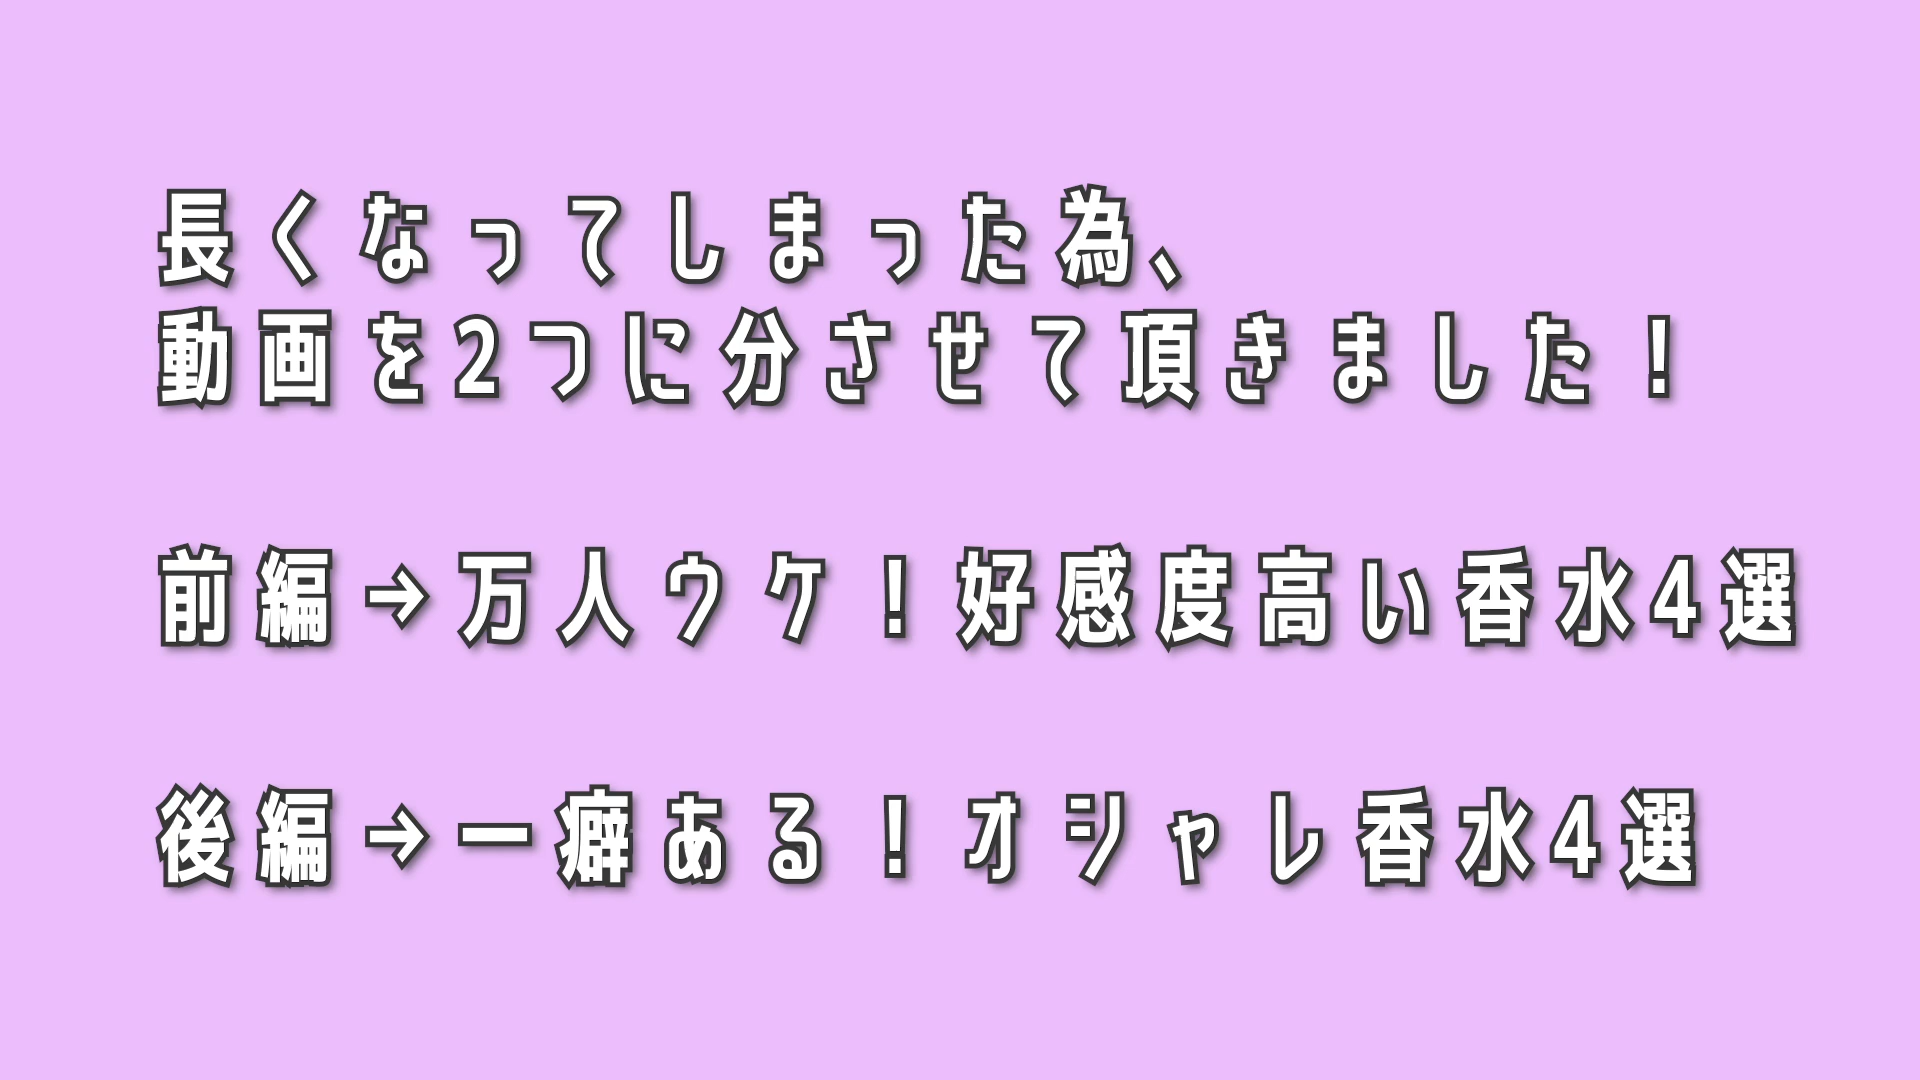 長くなってしまった為、
動画を2つに分させて頂きました！
前編→万人ウケ！好感度高い香水4選
後編→一癖ある！オシャレ香水4選